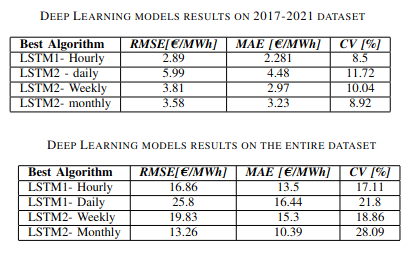 DEEP LEARNING MODELS RESULTS ON 2017-2021 DATASET
Best Algorithm RMSE[€/MWh] MAE [€/MWh] CV [%]
LSTM1- Hourly 2.89 2.281 8.5
LSTM2 - daily 5.99 4.48 11.72
LSTM2- Weekly 3.81 2.97 10.04
LSTM2- monthly 3.58 3.23 8.92
DEEP LEARNING MODELS RESULTS ON THE ENTIRE DATASET
Best Algorithm RMSE[€/MWh] MAE [€/MWh] CV [%]
LSTM1- Hourly 16.86 13.5 17.11
LSTM1- Daily 25.8 16.44 21.8
LSTM2- Weekly 19.83 15.3 18.86
LSTM2- Monthly 13.26 10.39 28.09